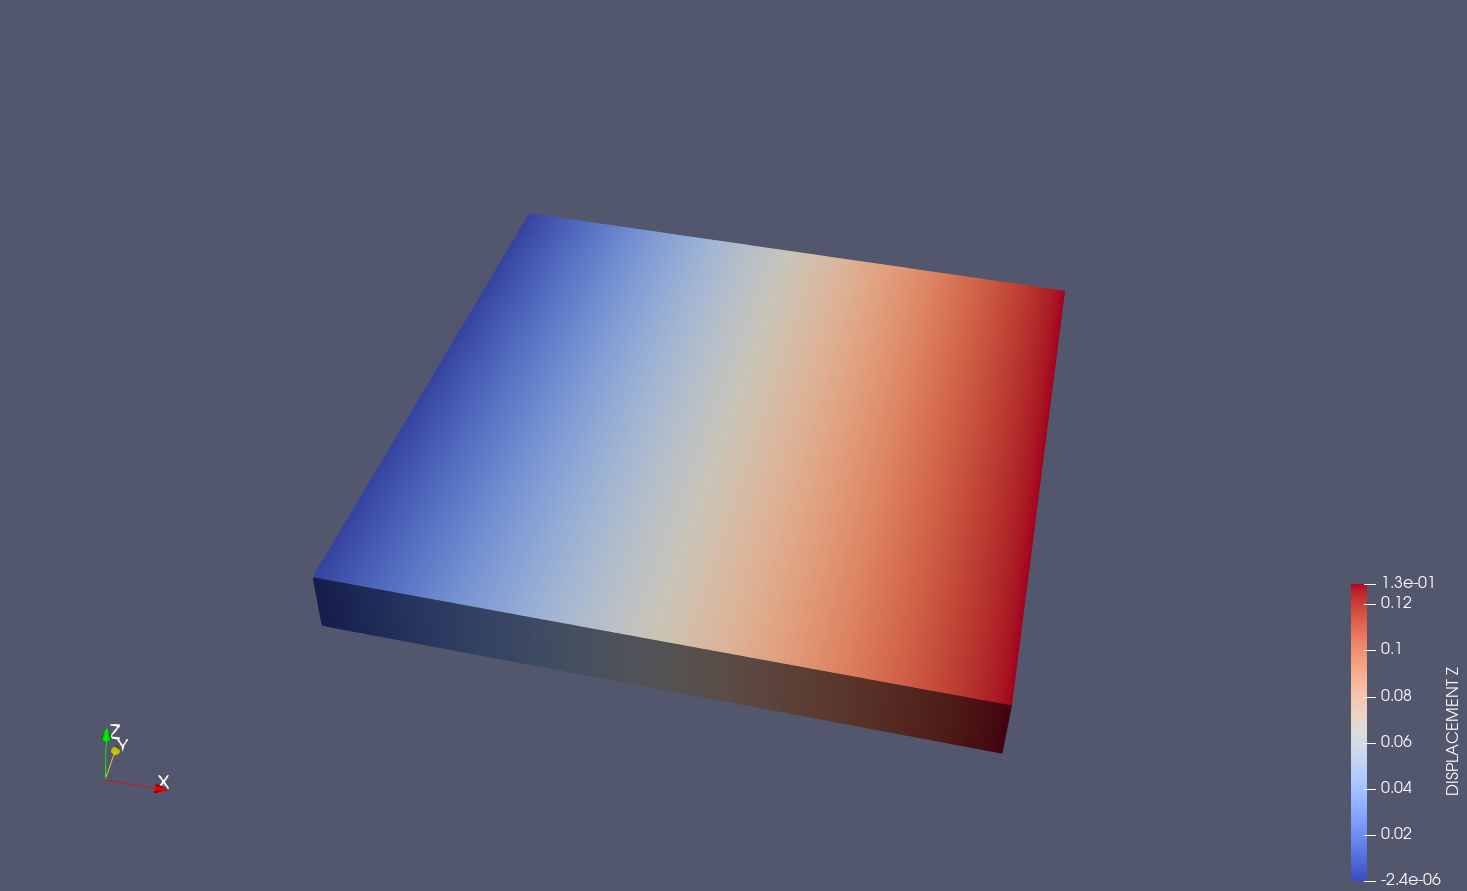 Z
Y
X
1.3e-01
0.12
0.1
0.08
0.06
0.04
0.02
-2.4e-06
DISPLACEMENT Z